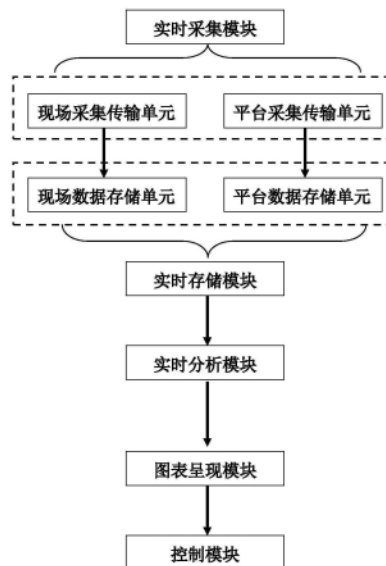 实时采集模块
现场采集传输单元
平台采集传输单元
现场数据存储单元
平台数据存储单元
实时存储模块
实时分析模块
图表呈现模块
控制模块